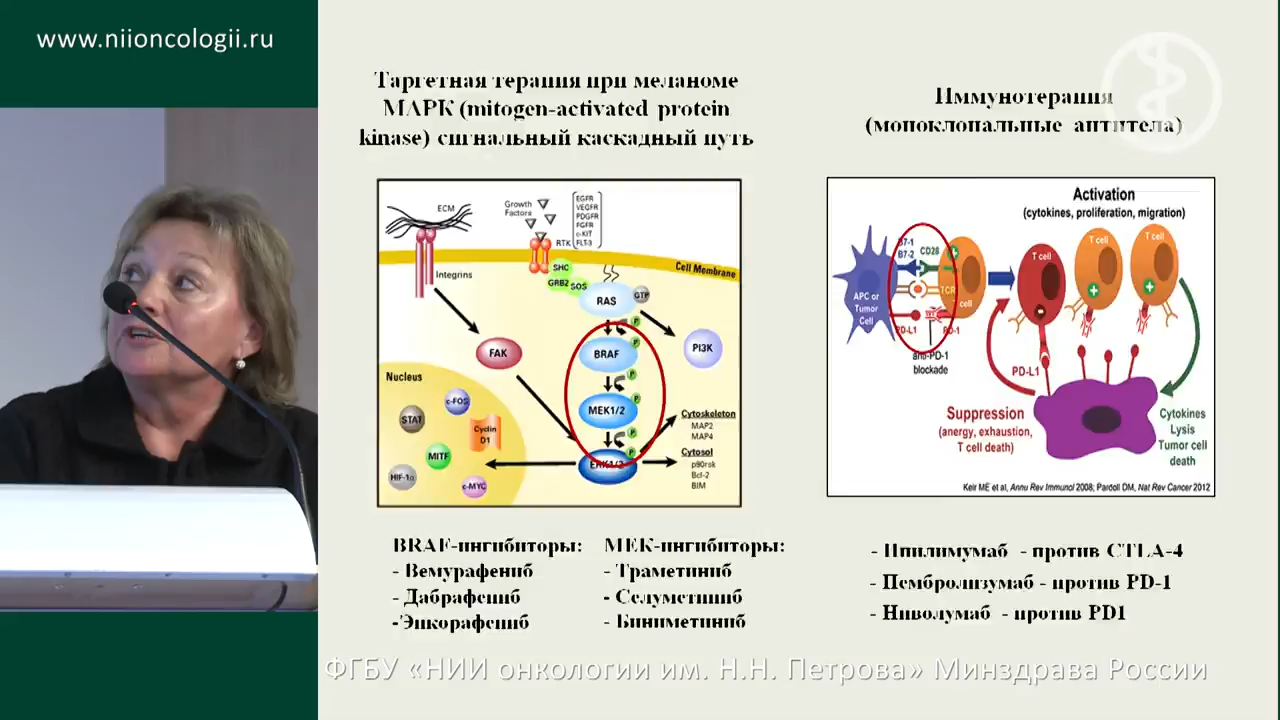 www.niioncologii.ru
Таргетная терапия при меланоме
МАРК (mitogen-activated protein
kinase) сигнальный каскадный путь
Иммунотерапия
(моноклональные антитела)
ECM
Growth
Factors
EGFR
VEGFR
PDGFR
FGFR
c-KIT
FLT-3
RTK
Cell Membrane
Integrins
SHC
GRB2
SOS
RAS
GTP
P
P
BRAF
PI3K
FAK
P
P
MEK1/2
P
P
ERK1/2
Nucleus
STAT
c-FOS
Cyclin
D1
MITF
HIF-1α
c-MYC
Cytoskeleton
MAP2
MAP4
Cytosol
p90rsk
Bcl-2
BIM
Activation
(cytokines, proliferation, migration)
B7-1
B7-2
CD28
TCR
APC or
Tumor
Cell
cell
PD-L1
PD-1
anti-PD-1
blockade
T cell
T cell
T cell
PD-L1
Suppression
(anergy, exhaustion,
T cell death)
Cytokines
Lysis
Tumor cell
death
Keir ME et al, Annu Rev Immunol 2008; Pardoll DM, Nat Rev Cancer 2012
BRAF-ингибиторы:
- Вемурафениб
- Дабрафениб
-Энкорафениб
МЕК-ингибиторы:
- Траметиниб
- Селуметиниб
- Биниметиниб
- Ипилимумаб - против CTLA-4
- Пембролизумаб - против PD-1
- Ниволумаб - против PD1
ФГБУ «НИИ онкологии им. Н.Н. Петрова» Минздрава России